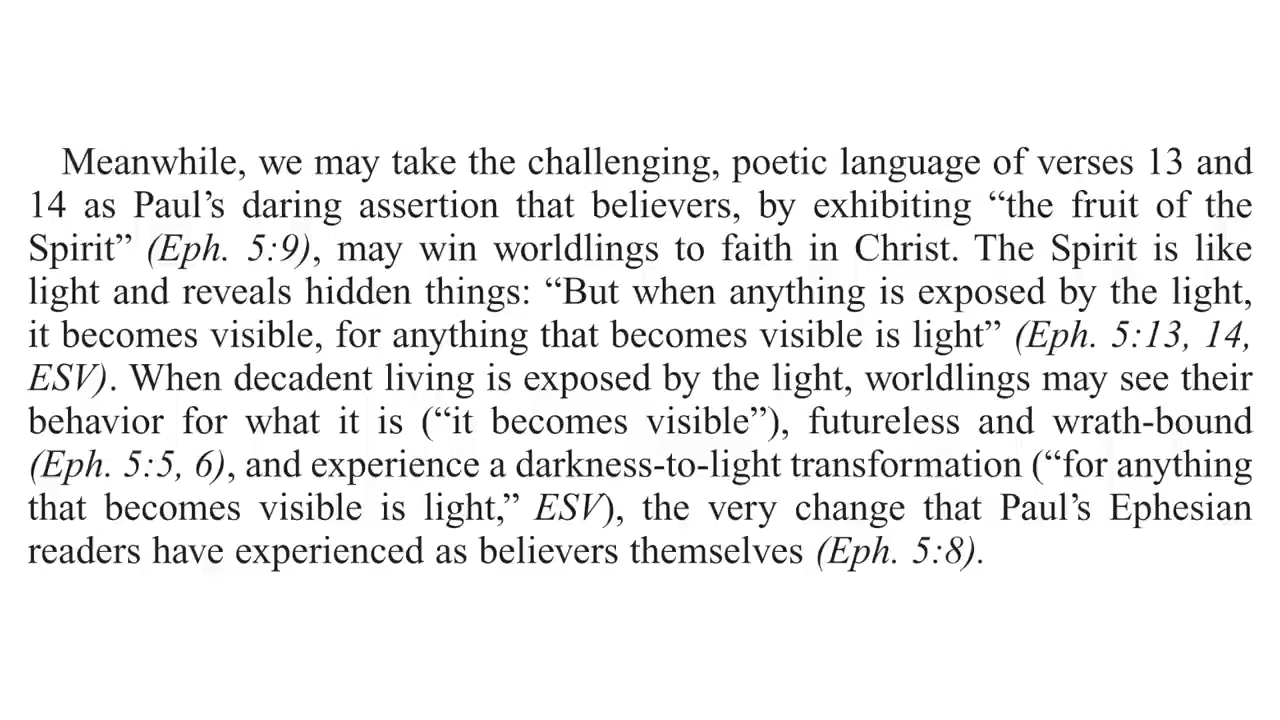 Meanwhile, we may take the challenging, poetic language of verses 13 and
14 as Paul’s daring assertion that believers, by exhibiting “the fruit of the
Spirit” (Eph. 5:9), may win worldlings to faith in Christ. The Spirit is like
light and reveals hidden things: “But when anything is exposed by the light,
it becomes visible, for anything that becomes visible is light” (Eph. 5:13, 14,
ESV). When decadent living is exposed by the light, worldlings may see their
behavior for what it is (“it becomes visible”), futureless and wrath-bound
(Eph. 5:5, 6), and experience a darkness-to-light transformation (“for anything
that becomes visible is light,” ESV), the very change that Paul’s Ephesian
readers have experienced as believers themselves (Eph. 5:8).